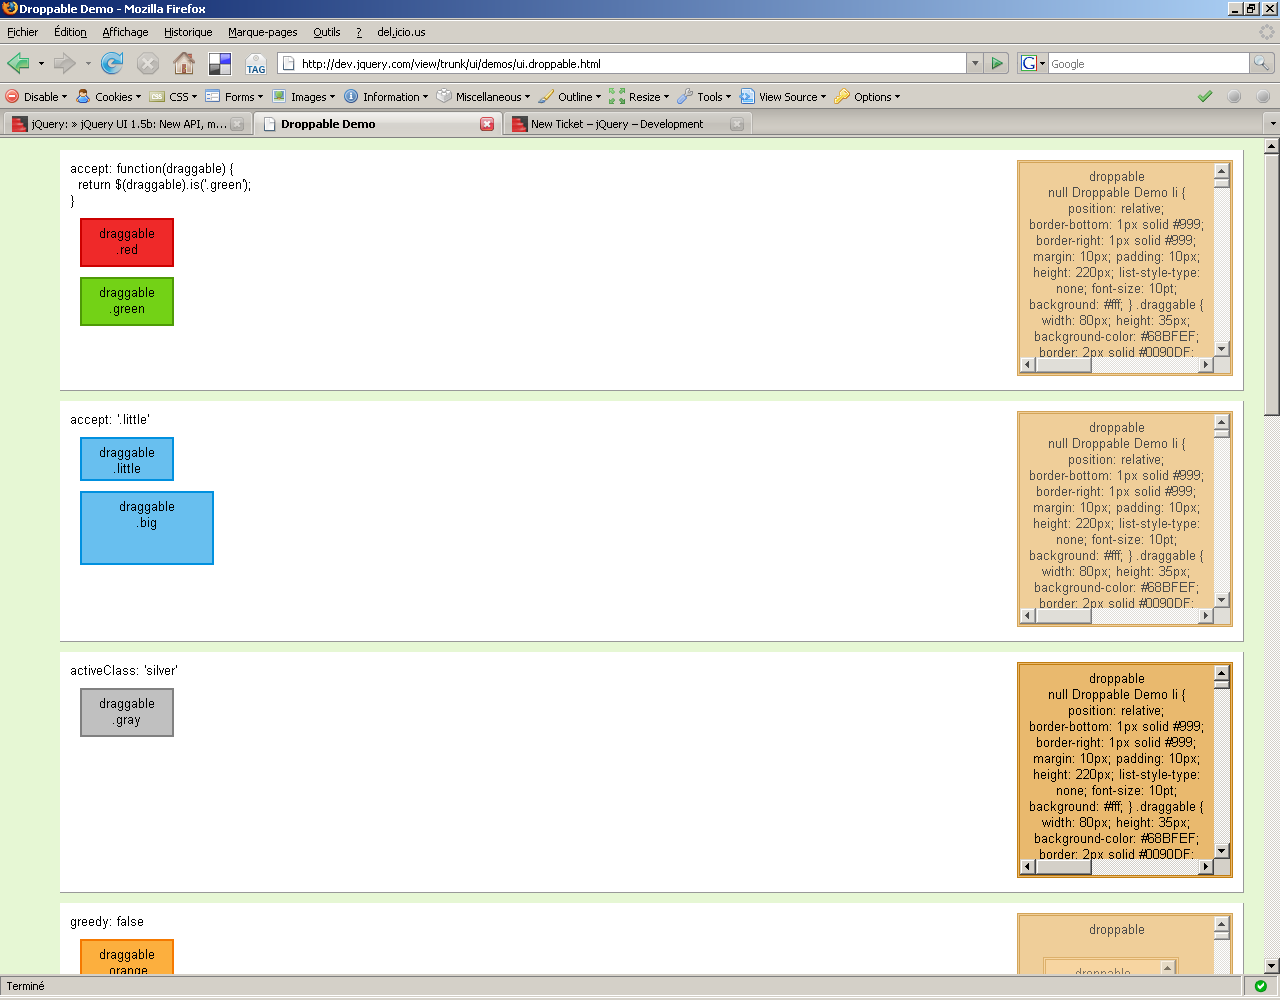 Droppable Demo - Mozilla Firefox
Fichier Édition Affichage Historique Marque-pages Outils ? del.icio.us
TAG http://dev.jquery.com/view/trunk/ui/demos/ui.droppable.html G Google
Disable Cookies CSS Forms Images Information Miscellaneous Outline Resize Tools View Source Options
jQuery: » jQuery UI 1.5b: New API, m... Droppable Demo New Ticket – jQuery – Development
accept: function(draggable) {
return $(draggable).is('.green');
}
draggable
.red
draggable
.green
droppable
null Droppable Demo li {
position: relative;
border-bottom: 1px solid #999;
border-right: 1px solid #999;
margin: 10px; padding: 10px;
height: 220px; list-style-type:
none; font-size: 10pt;
background: #fff; } .draggable {
width: 80px; height: 35px;
background-color: #68BFEF;
border: 2px solid #0090DF;
accept: '.little'
draggable
.little
draggable
.big
droppable
null Droppable Demo li {
position: relative;
border-bottom: 1px solid #999;
border-right: 1px solid #999;
margin: 10px; padding: 10px;
height: 220px; list-style-type:
none; font-size: 10pt;
background: #fff; } .draggable {
width: 80px; height: 35px;
background-color: #68BFEF;
border: 2px solid #0090DF;
activeClass: 'silver'
draggable
.gray
droppable
null Droppable Demo li {
position: relative;
border-bottom: 1px solid #999;
border-right: 1px solid #999;
margin: 10px; padding: 10px;
height: 220px; list-style-type:
none; font-size: 10pt;
background: #fff; } .draggable {
width: 80px; height: 35px;
background-color: #68BFEF;
border: 2px solid #0090DF;
greedy: false
draggable
orange
droppable
droppable
Terminé